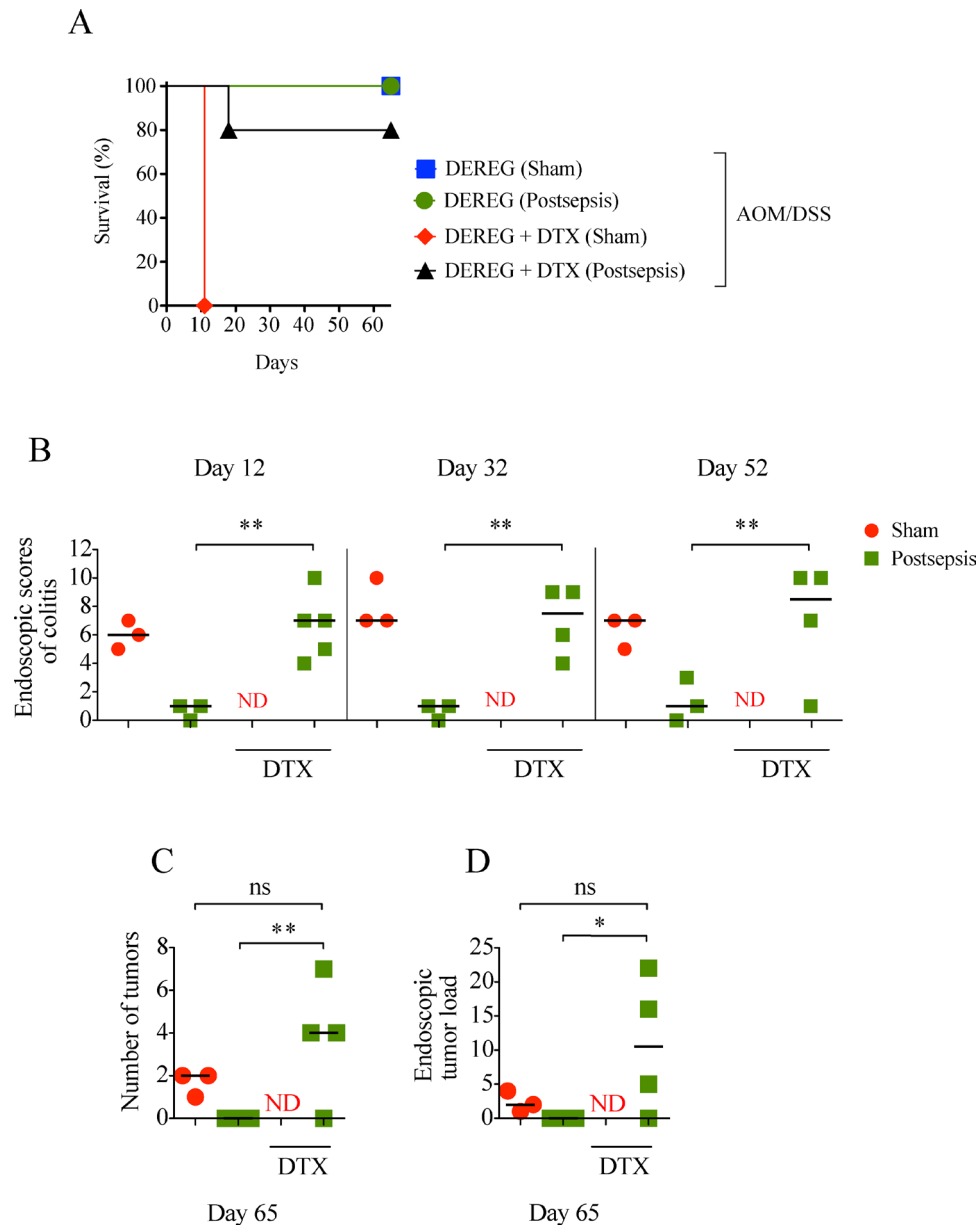 A
Survival (%)
100
80
60
40
20
0
0 10 20 30 40 50 60
Days
DEREG (Sham)
DEREG (Postsepsis)
DEREG + DTX (Sham)
DEREG + DTX (Postsepsis)
AOM/DSS
B
Day 12 Day 32 Day 52
Endoscopic scores
of colitis
12
10
8
6
4
2
0
** ** **
ND ND ND
DTX DTX DTX
Sham
Postsepsis
C
ns
**
Number of tumors
8
6
4
2
0
ND
DTX
Day 65
D
ns
*
Endoscopic
tumor load
25
20
15
10
5
0
ND
DTX
Day 65